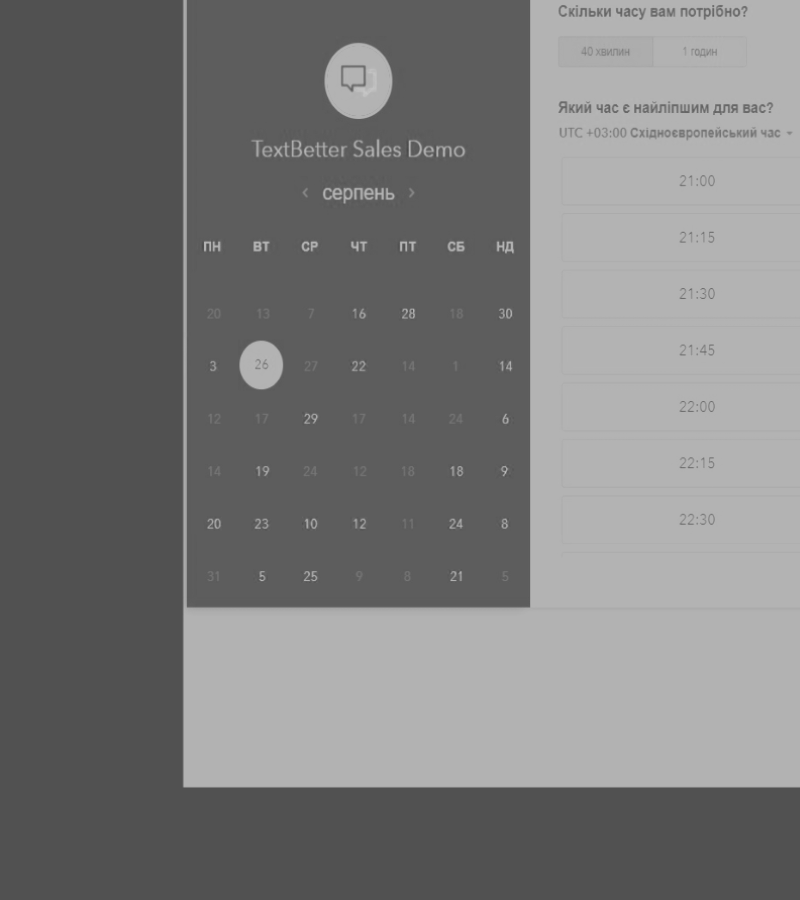 TextBetter Sales Demo
‹ серпень ›
ПН ВТ СР ЧТ ПТ СБ НД
20 13 7 16 28 18 30
3 26 27 22 14 1 14
12 17 29 17 14 24 6
14 19 24 12 18 18 9
20 23 10 12 11 24 8
31 5 25 9 8 21 5
Скільки часу вам потрібно?
40 хвилин 1 годин
Який час є найліпшим для вас?
UTC +03:00 Східноєвропейський час
21:00
21:15
21:30
21:45
22:00
22:15
22:30